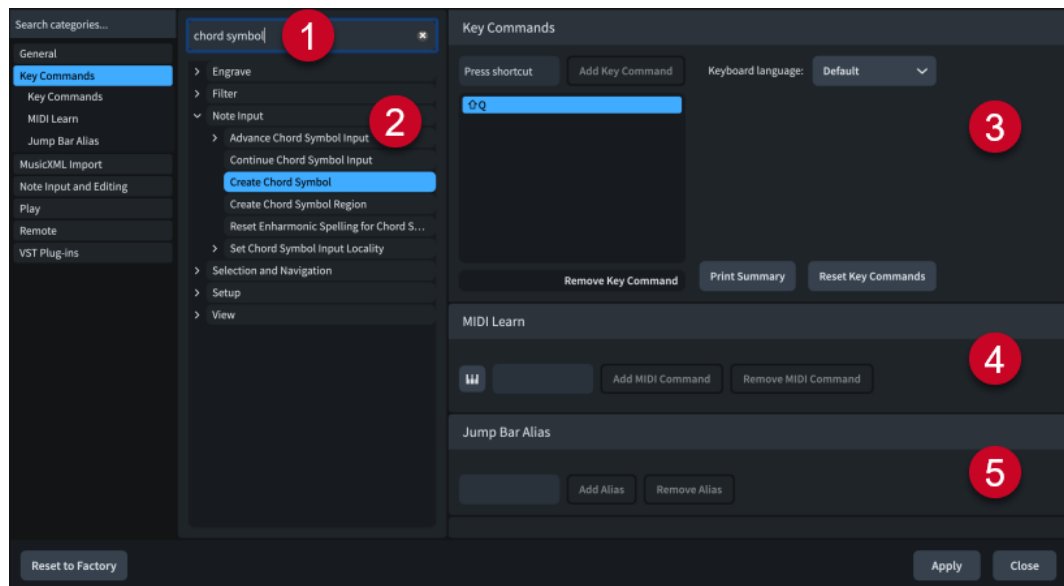 Search categories...
General
Key Commands
Key Commands
MIDI Learn
Jump Bar Alias
MusicXML Import
Note Input and Editing
Play
Remote
VST Plug-ins
chord symbol
1
Engrave
Filter
Note Input
2
Advance Chord Symbol Input
Continue Chord Symbol Input
Create Chord Symbol
Create Chord Symbol Region
Reset Enharmonic Spelling for Chord S...
Set Chord Symbol Input Locality
Selection and Navigation
Setup
View
Key Commands
Press shortcut Add Key Command Keyboard language: Default
⇧Q
3
Remove Key Command Print Summary Reset Key Commands
MIDI Learn
4
Add MIDI Command Remove MIDI Command
Jump Bar Alias
5
Add Alias Remove Alias
Reset to Factory Apply Close